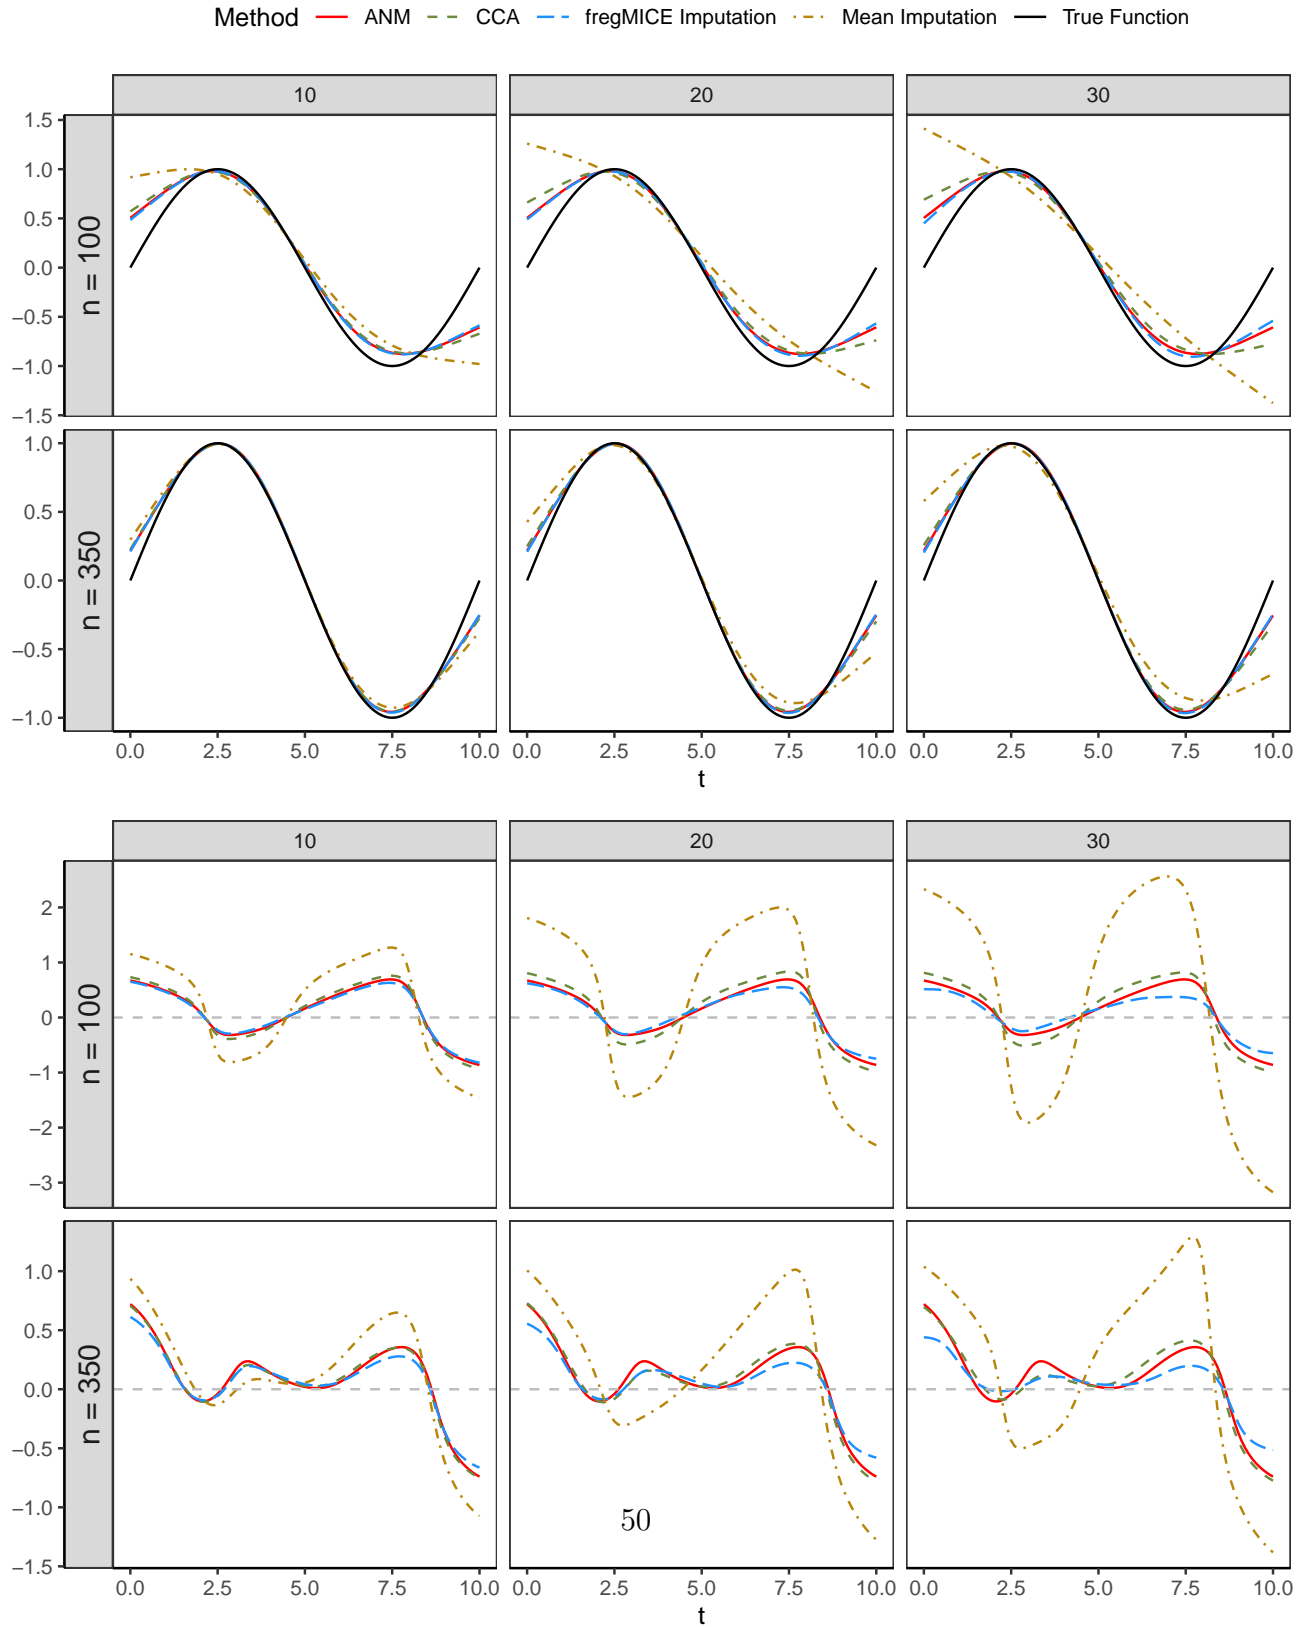 Method ANM CCA fregMICE Imputation Mean Imputation True Function
10 20 30
n = 100
1.5
1.0
0.5
0.0
−0.5
−1.0
−1.5
n = 350
1.0
0.5
0.0
−0.5
−1.0
0.0 2.5 5.0 7.5 10.0 0.0 2.5 5.0 7.5 10.0 0.0 2.5 5.0 7.5 10.0
t
10 20 30
n = 100
2
1
0
−1
−2
−3
n = 350
1.0
0.5
0.0
−0.5
−1.0
−1.5
50
0.0 2.5 5.0 7.5 10.0 0.0 2.5 5.0 7.5 10.0 0.0 2.5 5.0 7.5 10.0
t